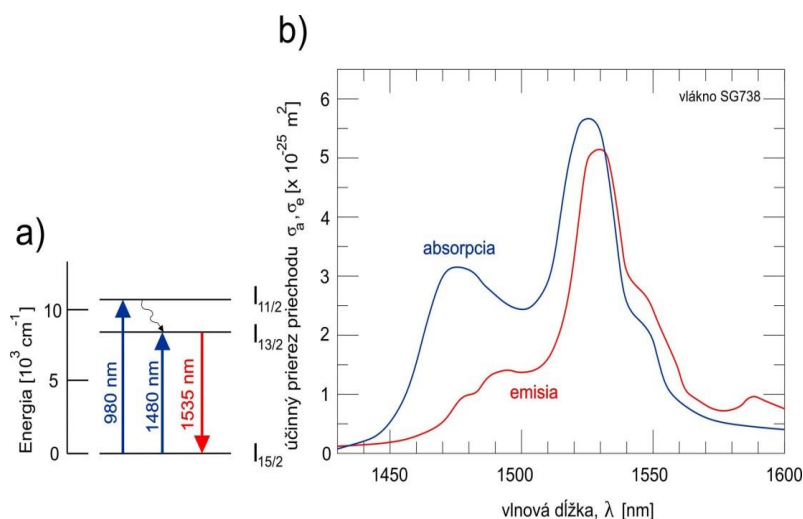 a)
Energia [10³ cm⁻¹]
10
5
0
980 nm
1480 nm
1535 nm
I₁₁/₂
I₁₃/₂
I₁₅/₂
b)
účinný prierez priechodu σₐ, σₑ [x 10⁻²⁵ m²]
6
5
4
3
2
1
0
vlákno SG738
absorpcia
emisia
1450
1500
1550
1600
vlnová dĺžka, λ [nm]